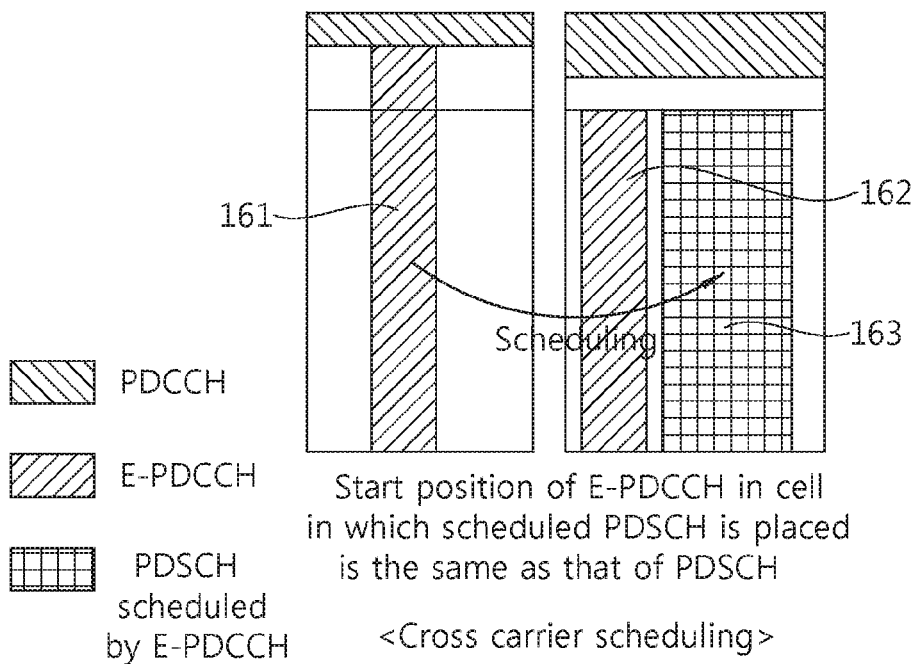 161
162
Scheduling
163
PDCCH
E-PDCCH
PDSCH
scheduled
by E-PDCCH
Start position of E-PDCCH in cell
in which scheduled PDSCH is placed
is the same as that of PDSCH
<Cross carrier scheduling>